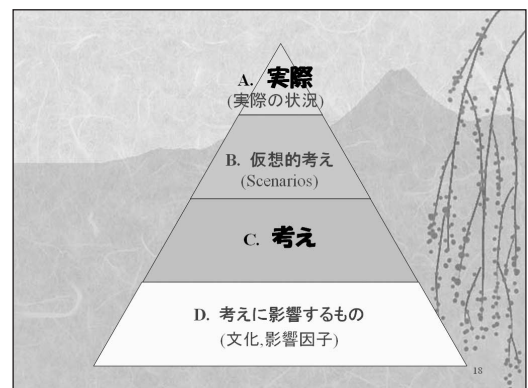 A. 実際
(実際の状況)
B. 仮想的考え
(Scenarios)
C. 考え
D. 考えに影響するもの
(文化,影響因子)
18